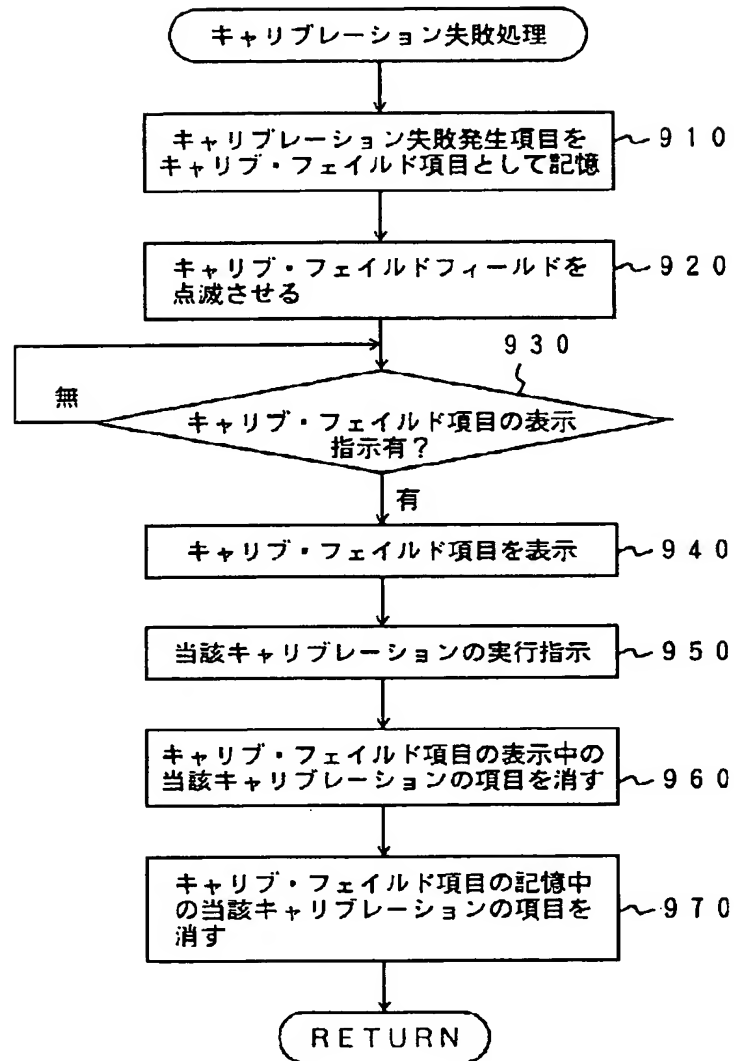 キャリブレーション失敗処理
キャリブレーション失敗発生項目を
キャリブ・フェイルド項目として記憶
910
キャリブ・フェイルドフィールドを
点滅させる
920
930
無
キャリブ・フェイルド項目の表示
指示有?
有
キャリブ・フェイルド項目を表示
940
当該キャリブレーションの実行指示
950
キャリブ・フェイルド項目の表示中の
当該キャリブレーションの項目を消す
960
キャリブ・フェイルド項目の記憶中
の当該キャリブレーションの項目を
消す
970
RETURN